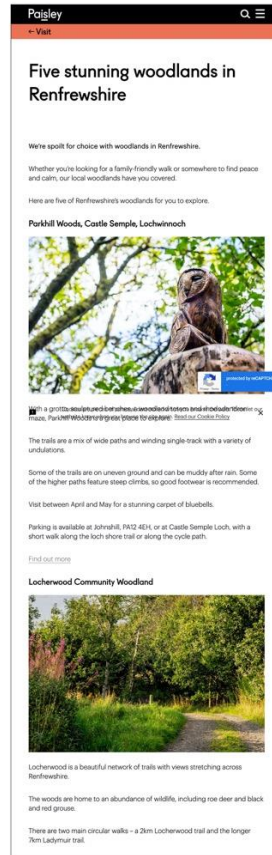 Paisley
← Visit
Five stunning woodlands in
Renfrewshire
We're spoilt for choice with woodlands in Renfrewshire.
Whether you're looking for a family-friendly walk or somewhere to find peace
and calm, our local woodlands have you covered.
Here are five of Renfrewshire's woodlands for you to explore.
Parkhill Woods, Castle Semple, Lochwinnoch
protected by reCAPTCHA
With a grotto, sculptured benches, a
maze, Parkhill Woods is a great place to explore.
Read our Cookie Policy
The trails are a mix of wide paths and winding single-track with a variety of
undulations.
Some of the trails are on uneven ground and can be muddy after rain. Some
of the higher paths feature steep climbs, so good footwear is recommended.
Visit between April and May for a stunning carpet of bluebells.
Parking is available at Johnshill, PA12 4EH, or at Castle Semple Loch, with a
short walk along the loch shore trail or along the cycle path.
Find out more
Locherwood Community Woodland
Locherwood is a beautiful network of trails with views stretching across
Renfrewshire.
The woods are home to an abundance of wildlife, including roe deer and black
and red grouse.
There are two main circular walks – a 2km Locherwood trail and the longer
7km Ladymuir trail.